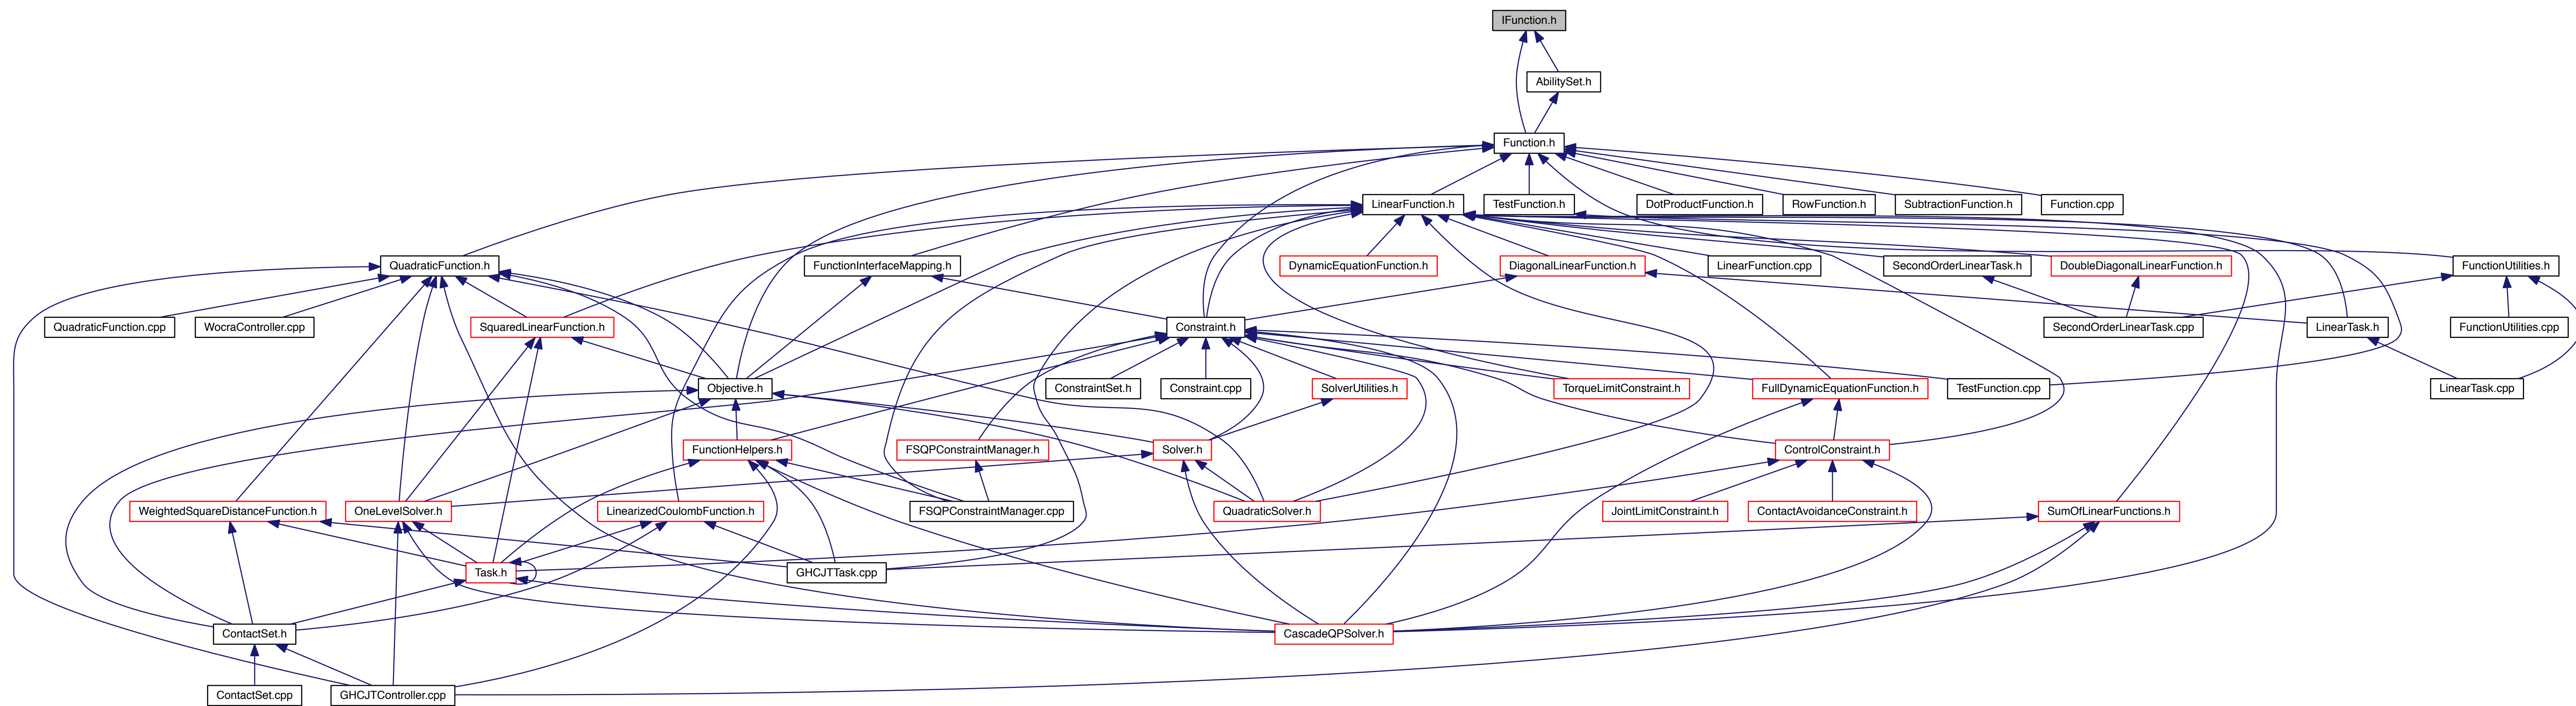 IFunction.h
AbilitySet.h
Function.h
LinearFunction.h
TestFunction.h
DotProductFunction.h
RowFunction.h
SubtractionFunction.h
Function.cpp
QuadraticFunction.h
FunctionInterfaceMapping.h
DynamicEquationFunction.h
DiagonalLinearFunction.h
LinearFunction.cpp
SecondOrderLinearTask.h
DoubleDiagonalLinearFunction.h
FunctionUtilities.h
QuadraticFunction.cpp
WocraController.cpp
SquaredLinearFunction.h
Constraint.h
SecondOrderLinearTask.cpp
LinearTask.h
FunctionUtilities.cpp
Objective.h
ConstraintSet.h
Constraint.cpp
SolverUtilities.h
TorqueLimitConstraint.h
FullDynamicEquationFunction.h
TestFunction.cpp
LinearTask.cpp
FunctionHelpers.h
FSQPConstraintManager.h
Solver.h
ControlConstraint.h
WeightedSquareDistanceFunction.h
OneLevelSolver.h
LinearizedCoulombFunction.h
FSQPConstraintManager.cpp
QuadraticSolver.h
JointLimitConstraint.h
ContactAvoidanceConstraint.h
SumOfLinearFunctions.h
Task.h
GHCJTTask.cpp
ContactSet.h
CascadeQPSolver.h
ContactSet.cpp
GHCJTController.cpp